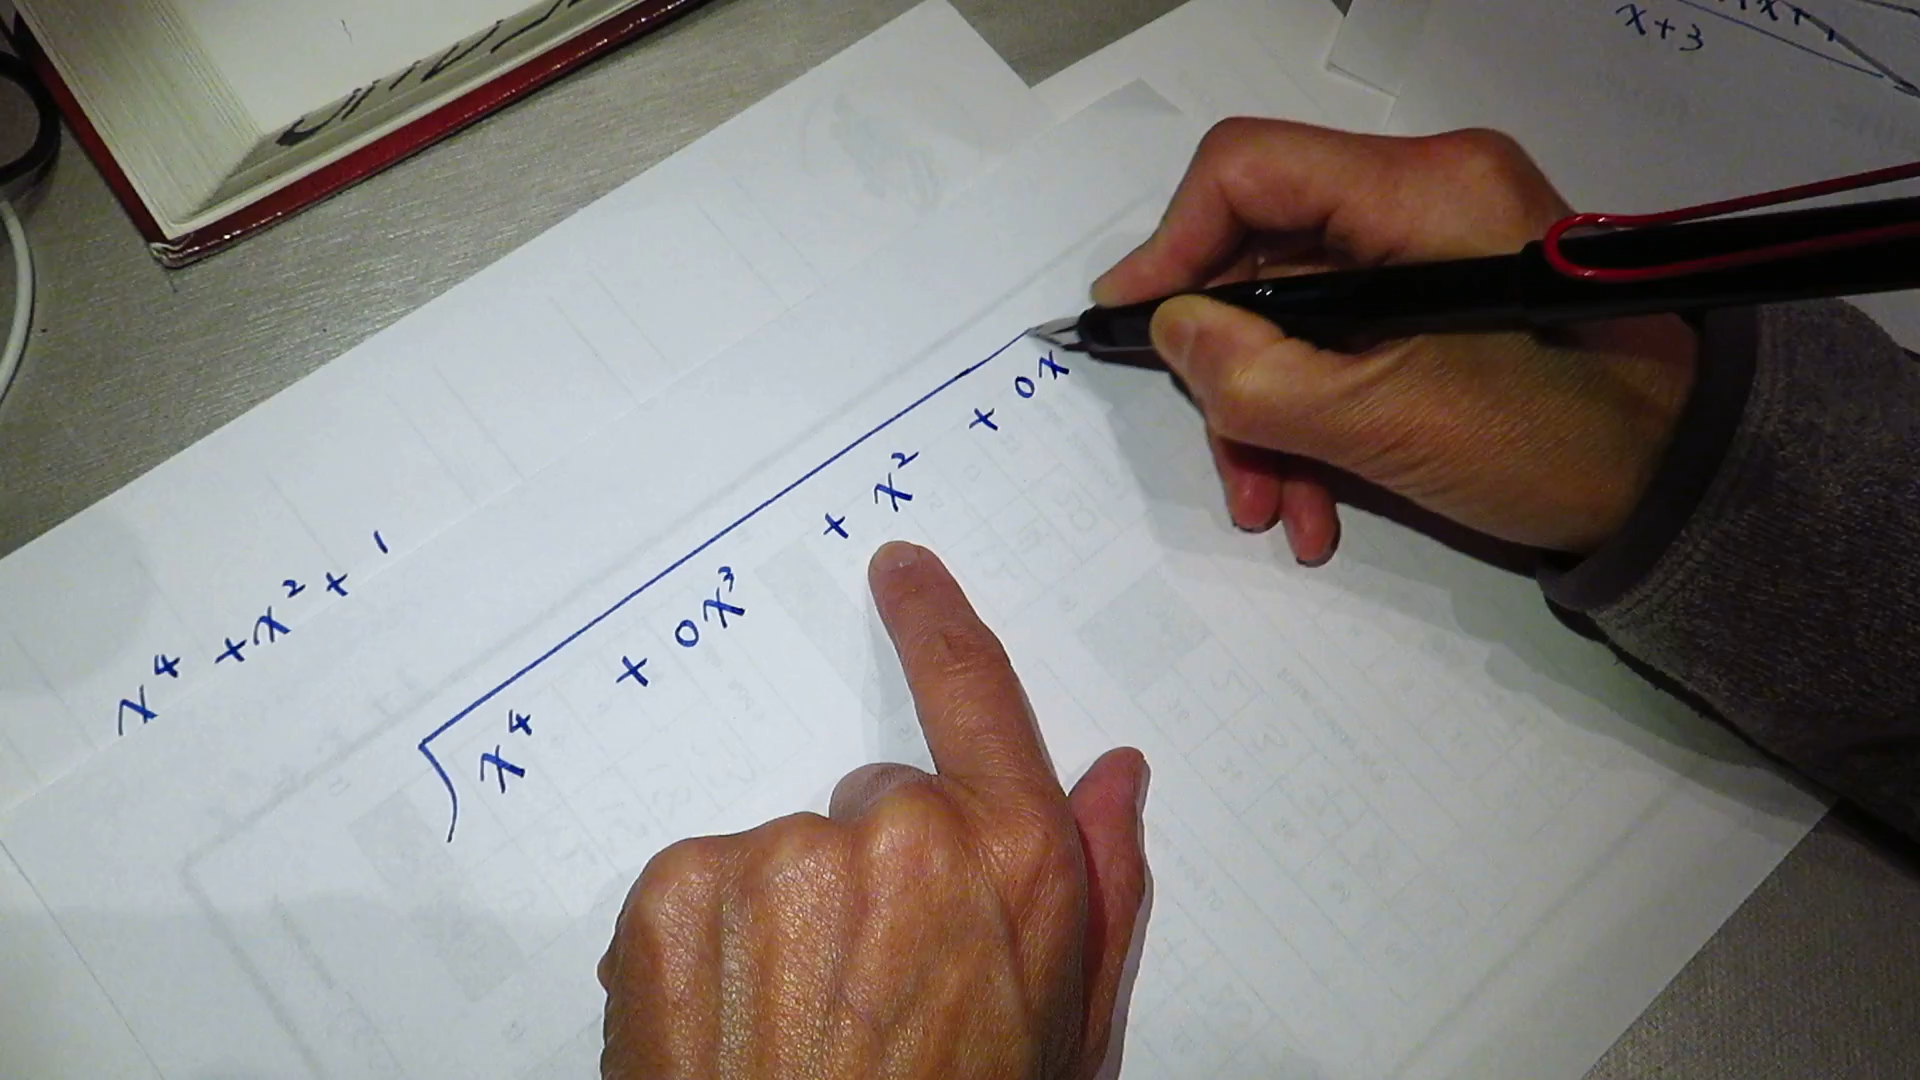 x + 3
x⁴ + x² + 1
x⁴ + 0x³ + x² + 0x